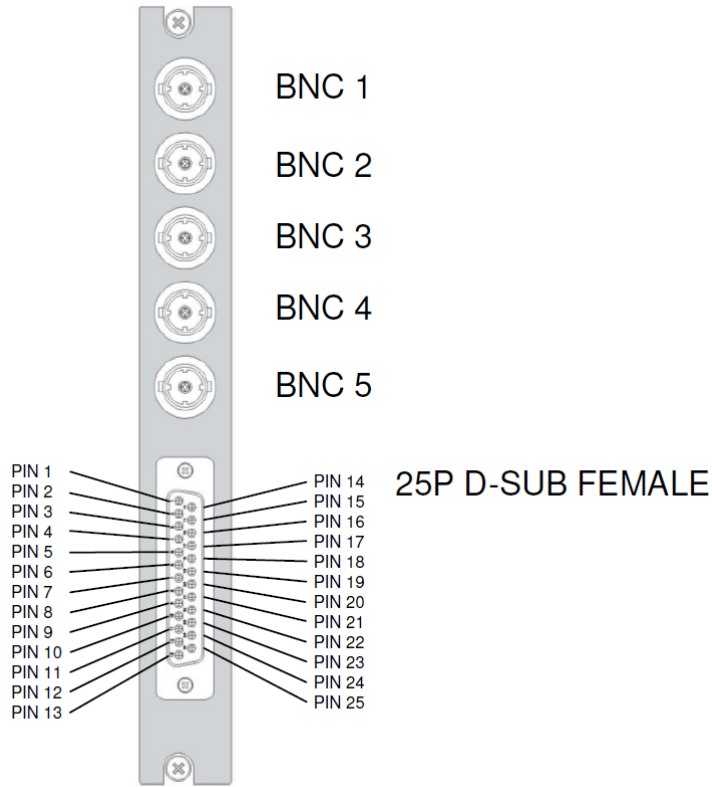 BNC 1
BNC 2
BNC 3
BNC 4
BNC 5
25P D-SUB FEMALE
PIN 1
PIN 2
PIN 3
PIN 4
PIN 5
PIN 6
PIN 7
PIN 8
PIN 9
PIN 10
PIN 11
PIN 12
PIN 13
PIN 14
PIN 15
PIN 16
PIN 17
PIN 18
PIN 19
PIN 20
PIN 21
PIN 22
PIN 23
PIN 24
PIN 25